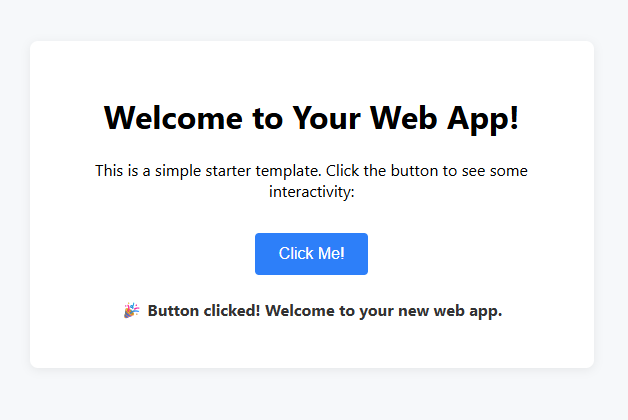 Welcome to Your Web App!
This is a simple starter template. Click the button to see some
interactivity:
Click Me!
🎉 Button clicked! Welcome to your new web app.